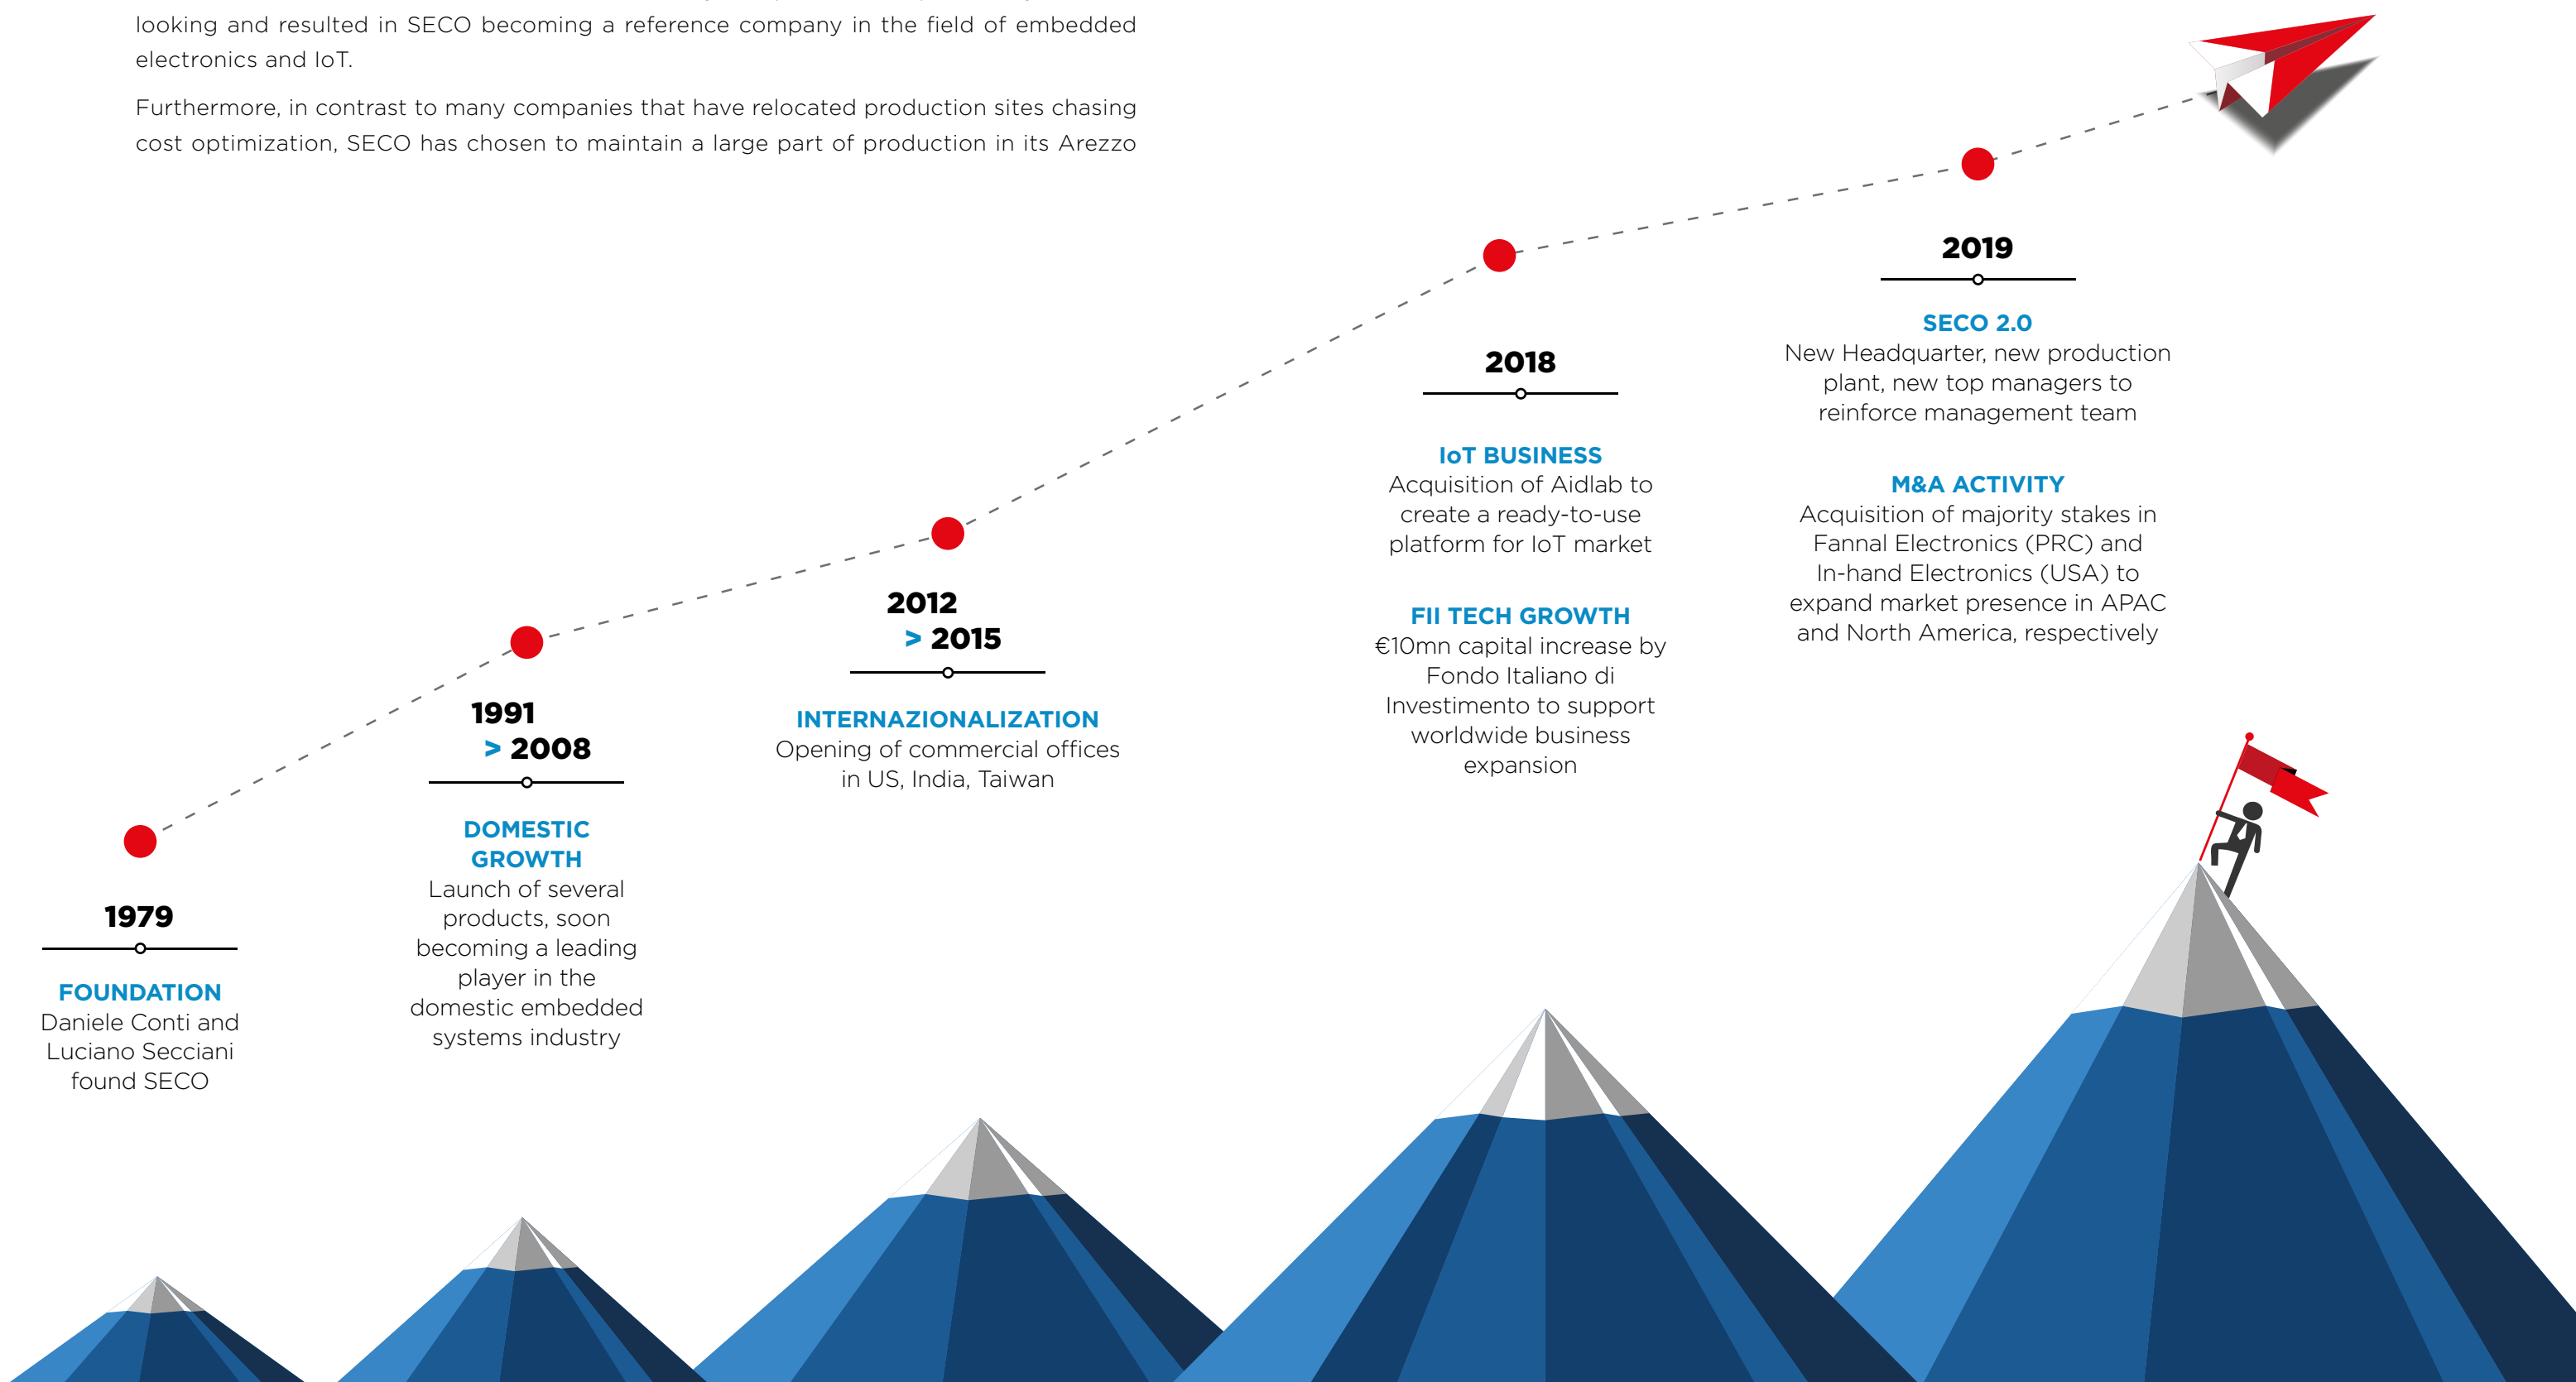 looking and resulted in SECO becoming a reference company in the field of embedded
electronics and IoT.
Furthermore, in contrast to many companies that have relocated production sites chasing
cost optimization, SECO has chosen to maintain a large part of production in its Arezzo
1979
FOUNDATION
Daniele Conti and
Luciano Secciani
found SECO
1991
> 2008
DOMESTIC
GROWTH
Launch of several
products, soon
becoming a leading
player in the
domestic embedded
systems industry
2012
> 2015
INTERNAZIONALIZATION
Opening of commercial offices
in US, India, Taiwan
2018
IoT BUSINESS
Acquisition of Aidlab to
create a ready-to-use
platform for IoT market
FII TECH GROWTH
€10mn capital increase by
Fondo Italiano di
Investimento to support
worldwide business
expansion
2019
SECO 2.0
New Headquarter, new production
plant, new top managers to
reinforce management team
M&A ACTIVITY
Acquisition of majority stakes in
Fannal Electronics (PRC) and
In-hand Electronics (USA) to
expand market presence in APAC
and North America, respectively